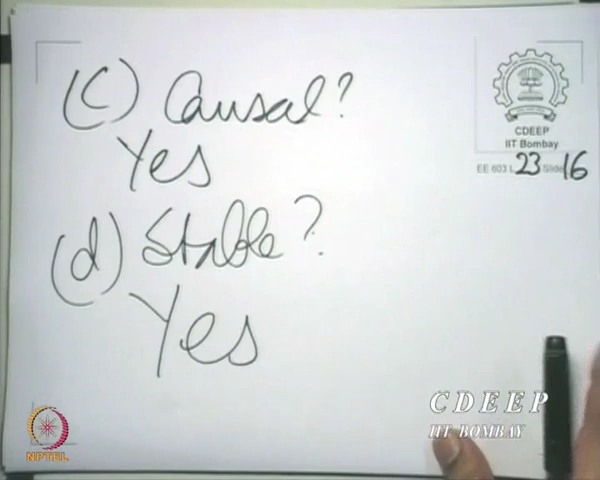 (C) Causal?
Yes
(d) Stable?
Yes
CDEEP
IIT Bombay
EE 603 L 23 Slide 16
CDEEP
IIT BOMBAY
NPTEL